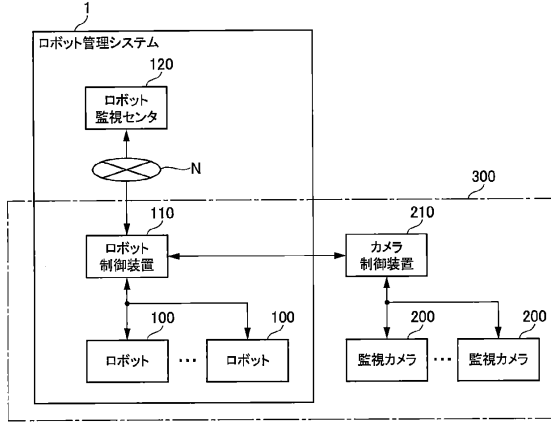 1
ロボット管理システム
120
ロボット
監視センタ
N
300
110
ロボット
制御装置
210
カメラ
制御装置
100
100
200
200
ロボット
...
ロボット
監視カメラ
...
監視カメラ